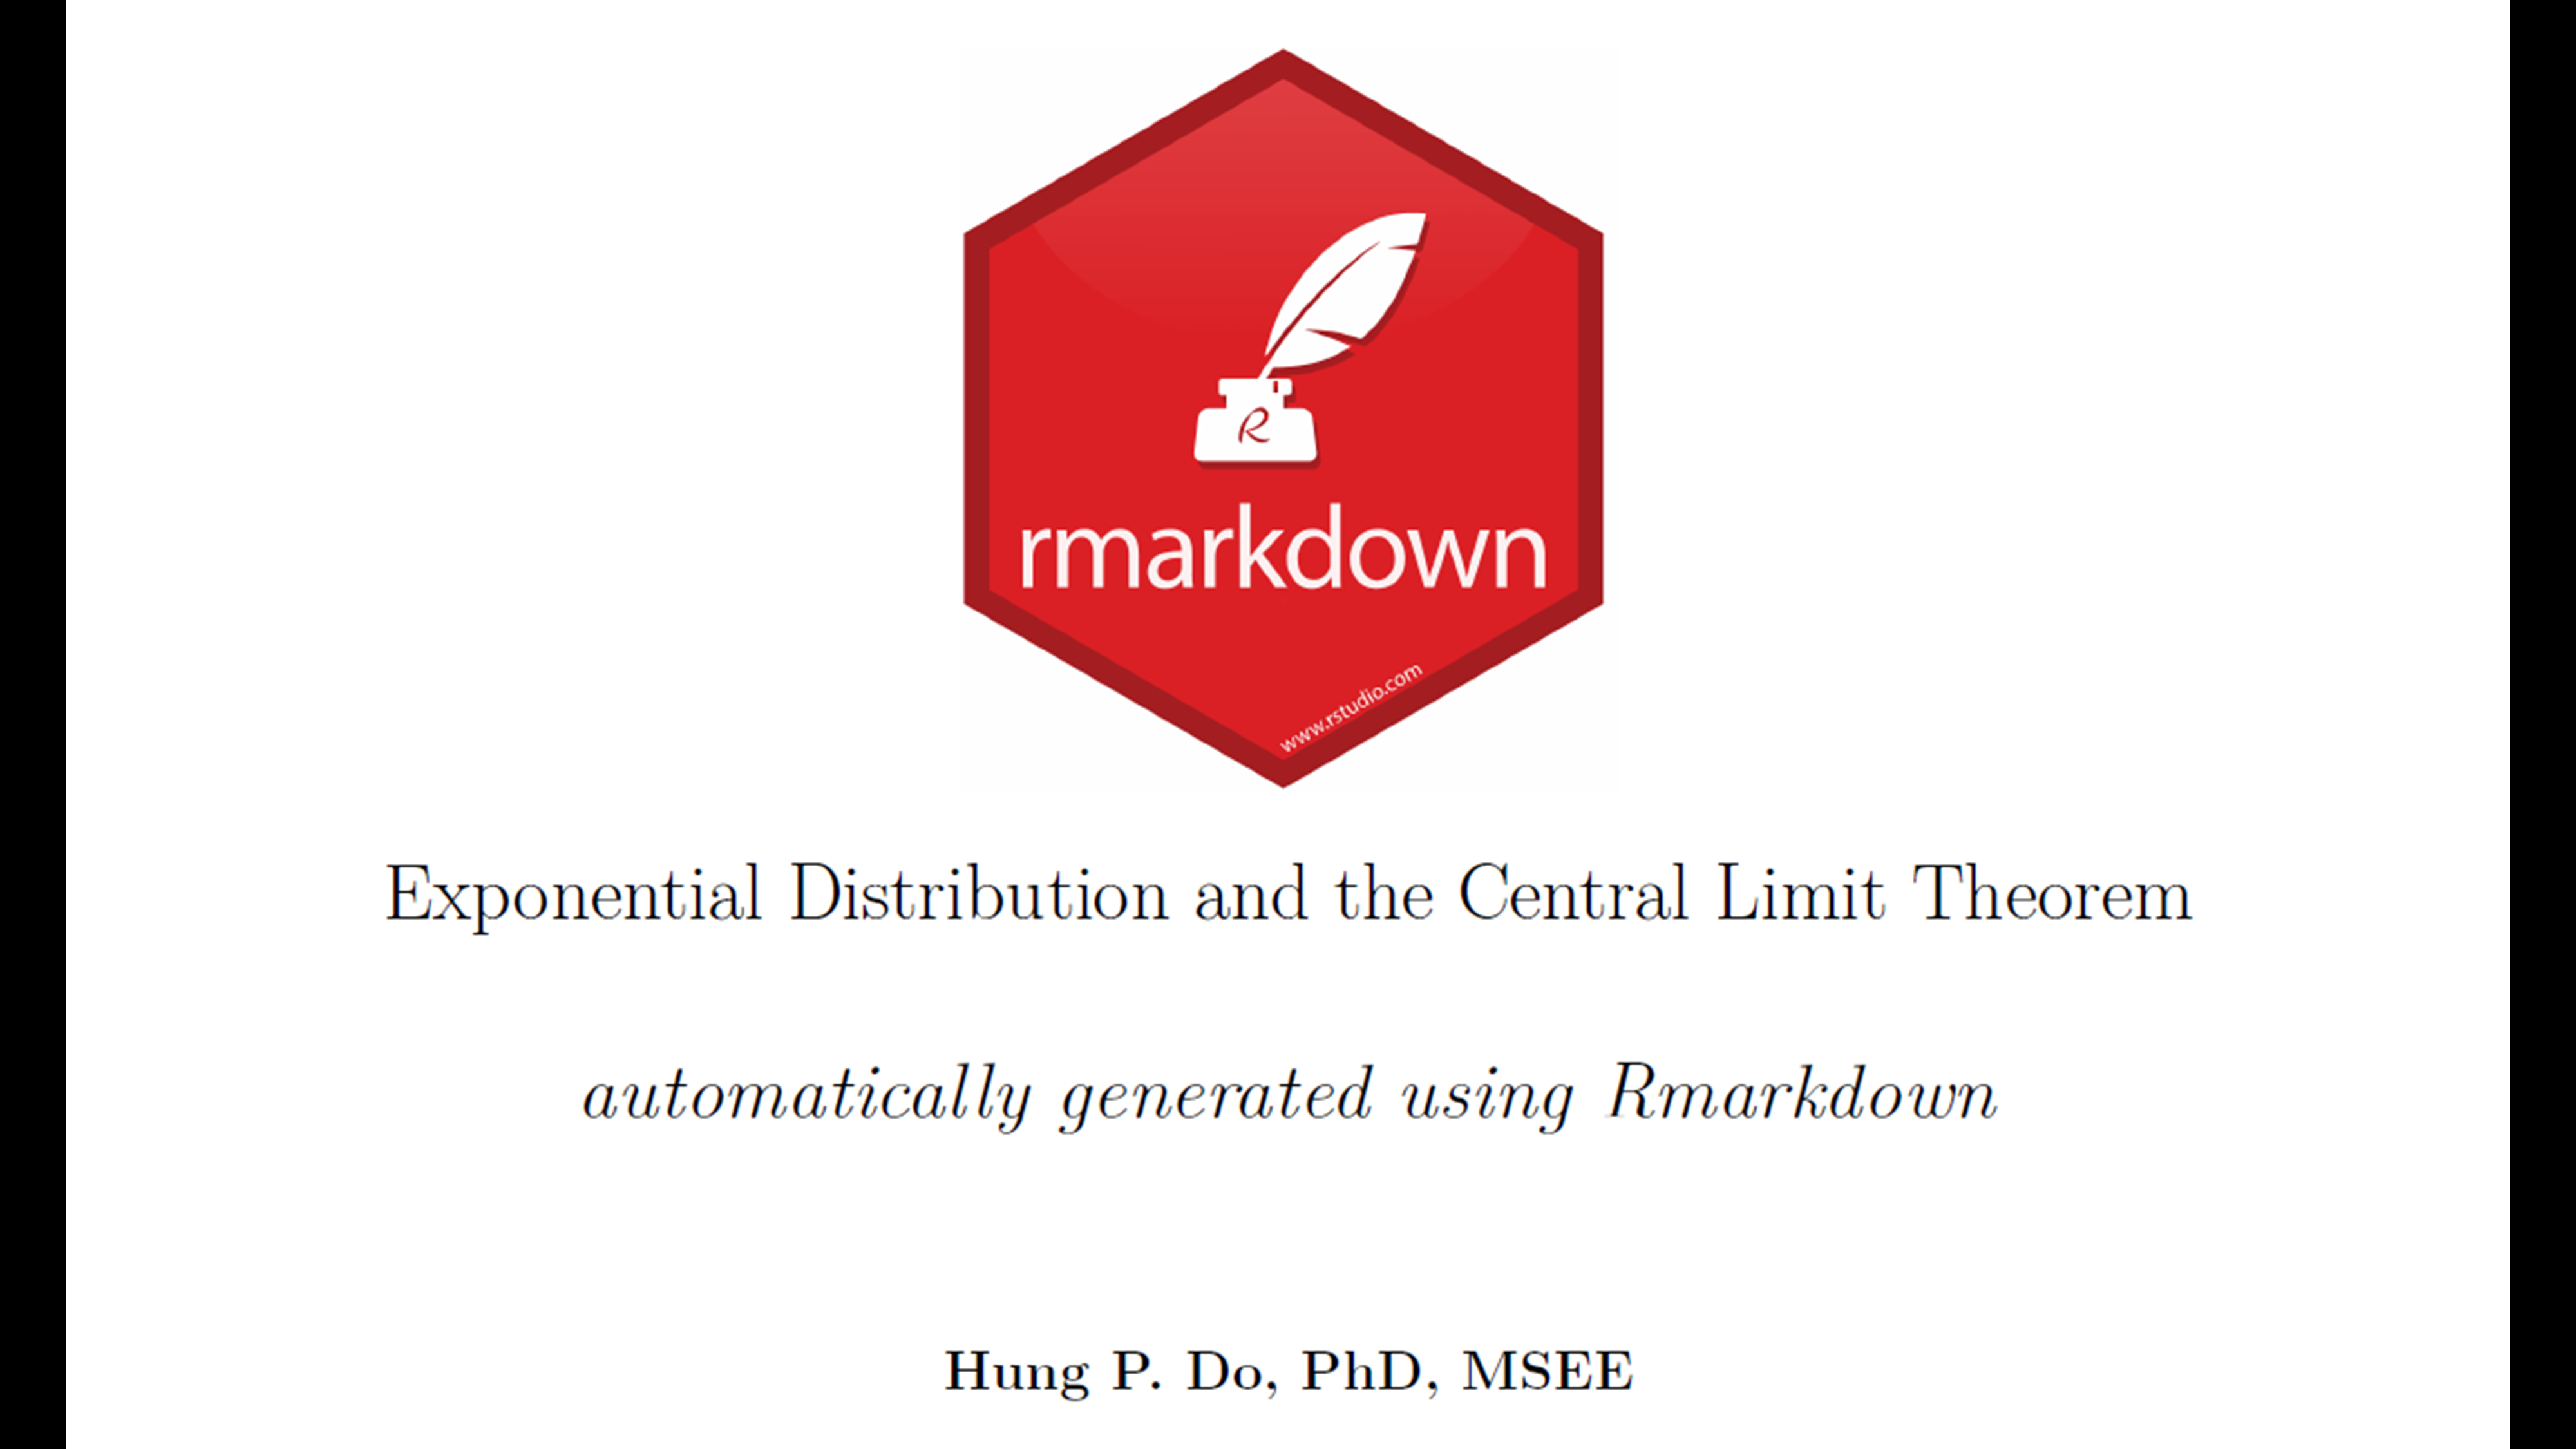 R
rmarkdown
www.rstudio.com
Exponential Distribution and the Central Limit Theorem
automatically generated using Rmarkdown
Hung P. Do, PhD, MSEE